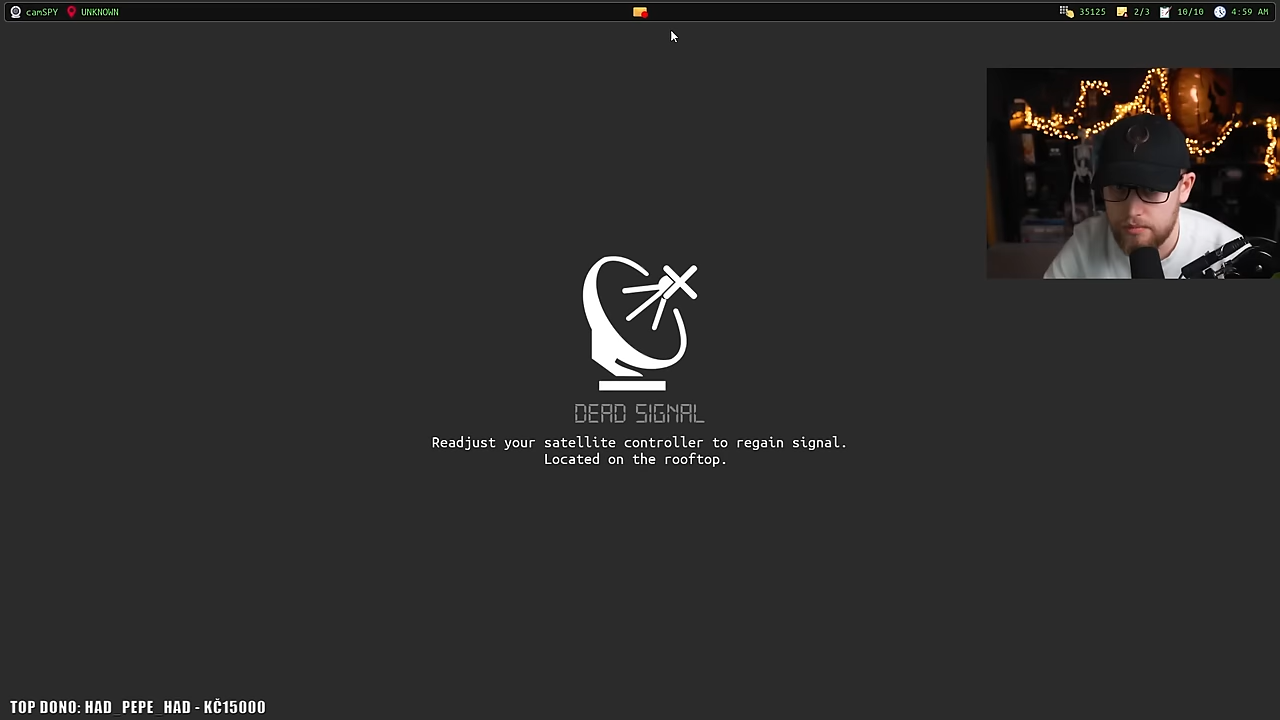 camSPY UNKNOWN 35125 2/3 10/10 4:59 AM
DEAD SIGNAL
Readjust your satellite controller to regain signal.
Located on the rooftop.
TOP DONO: HAD_PEPE_HAD - KČ15000